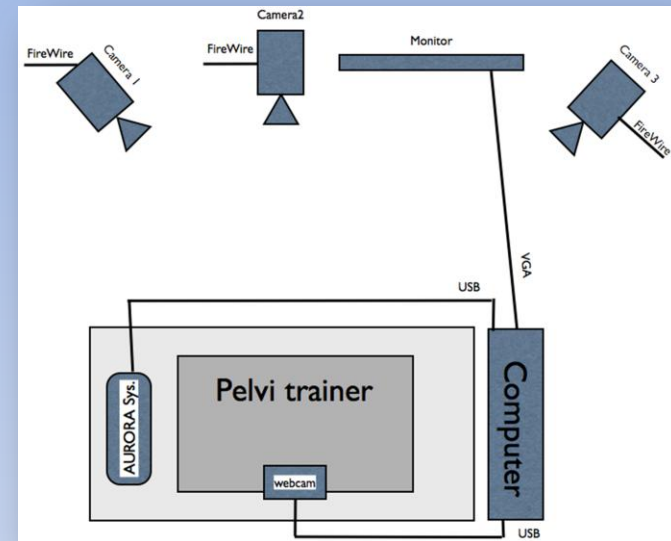 Camera2
FireWire
Camera 1
FireWire
Monitor
Camera 3
FireWire
VGA
USB
AURORA Sys.
Pelvi trainer
webcam
Computer
USB